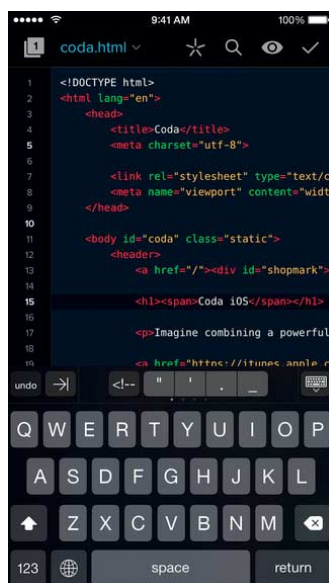 9:41 AM 100%
1 coda.html
1 <!DOCTYPE html>
2 <html lang="en">
3 <head>
4 <title>Coda</title>
5 <meta charset="utf-8">
6
7 <link rel="stylesheet" type="text/c
8 <meta name="viewport" content="widt
9 </head>
10
11 <body id="coda" class="static">
12 <header>
13 <a href="/"><div id="shopmark">
14
15 <h1><span>Coda iOS</span></h1>
16
17 <p>Imagine combining a powerful
18
19 <a href="https://itunes.apple.c
undo <!-- " ' . _
Q W E R T Y U I O P
A S D F G H J K L
Z X C V B N M
123 space return